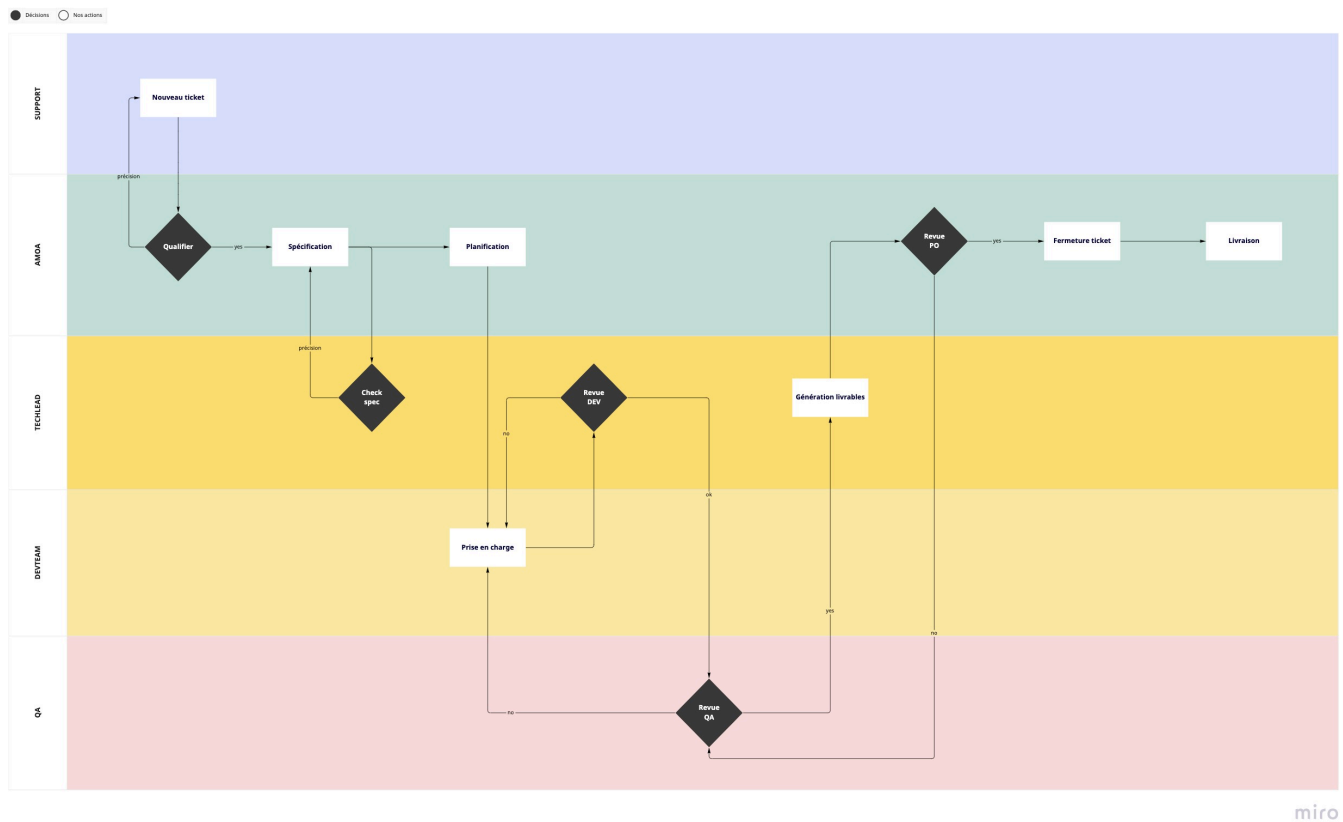 Décisions
Nos actions
SUPPORT
Nouveau ticket
précision
AMOA
Qualifier
yes
Spécification
Planification
Revue
PO
yes
Fermeture ticket
Livraison
précision
TECHLEAD
Check
spec
Revue
DEV
no
Génération livrables
ok
DEVTEAM
Prise en charge
yes
no
QA
no
Revue
QA
miro